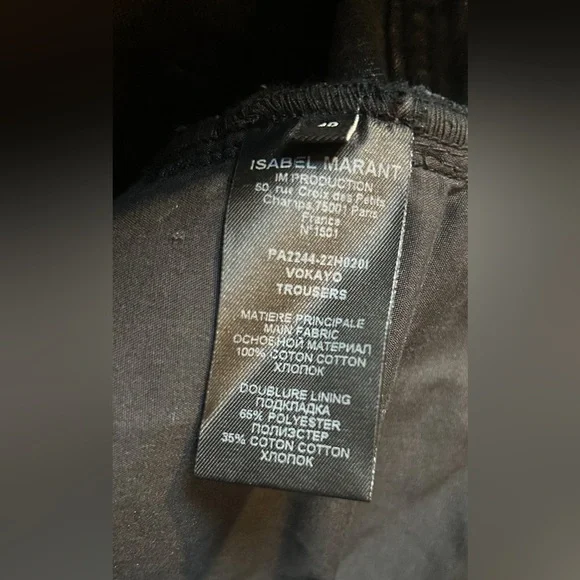 ISABEL MARANT
IM PRODUCTION
50, rue Croix des Petits
Champs 75001 Paris
France
N°1501
PA2244-22H020I
VOKAYO
TROUSERS
MATIERE PRINCIPALE
MAIN FABRIC
ОСНОВНОЙ МАТЕРИАЛ
100% COTON COTTON
ХЛОПОК
DOUBLURE LINING
ПОДКЛАДКА
65% POLYESTER
ПОЛИЭСТЕР
35% COTON COTTON
ХЛОПОК